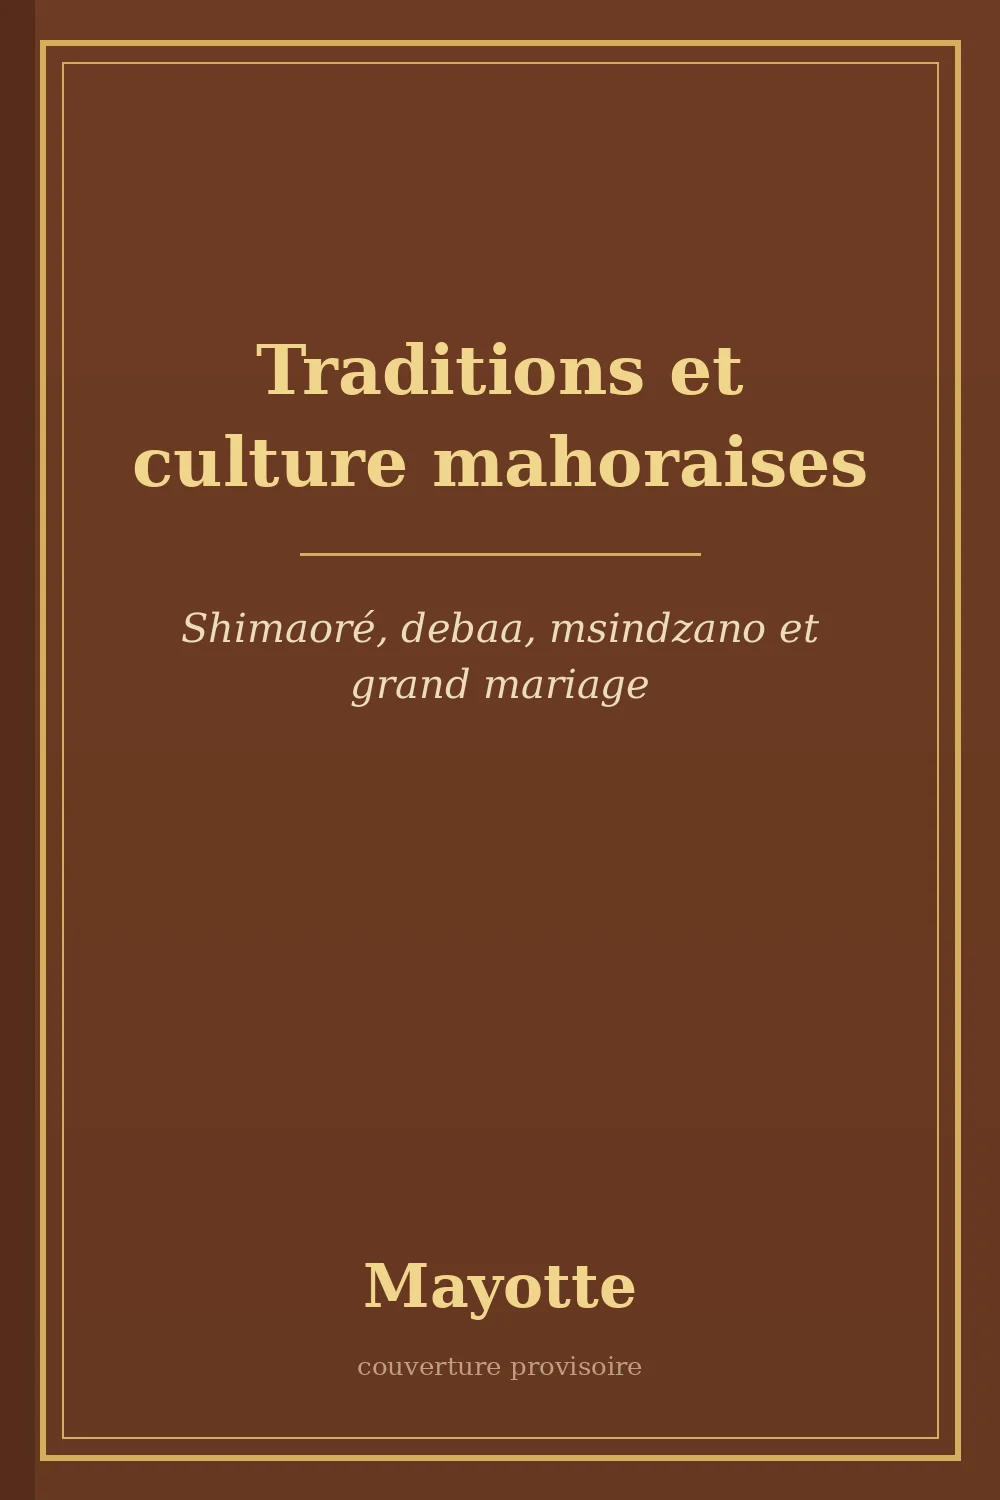 Traditions et
culture mahoraises
Shimaoré, debaa, msindzano et
grand mariage
Mayotte
couverture provisoire